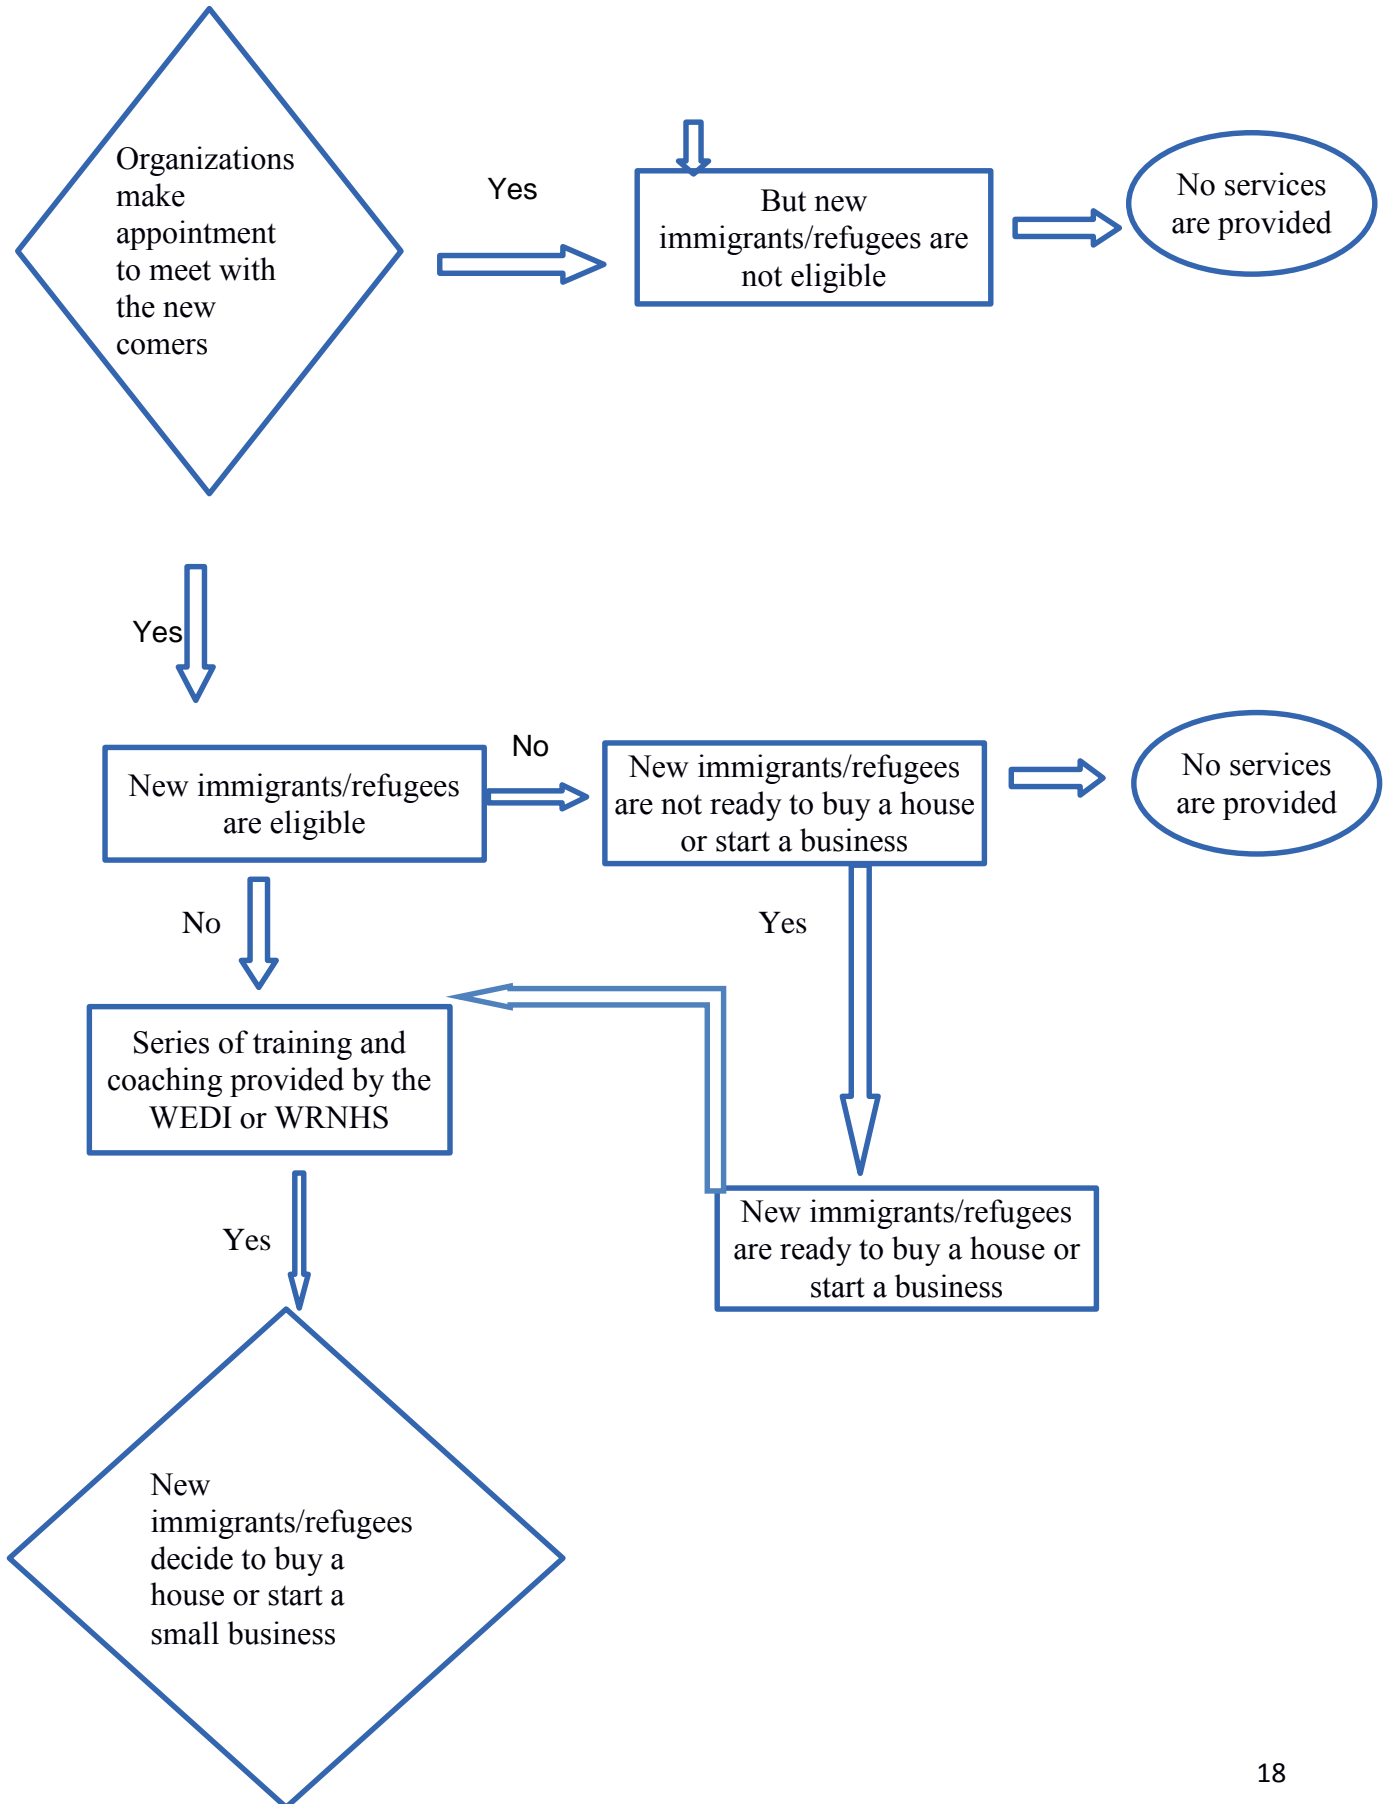 Organizations
make
appointment
to meet with
the new
comers
Yes
But new
immigrants/refugees are
not eligible
No services
are provided
Yes
New immigrants/refugees
are eligible
No
New immigrants/refugees
are not ready to buy a house
or start a business
No services
are provided
No
Yes
Series of training and
coaching provided by the
WEDI or WRNHS
Yes
New immigrants/refugees
are ready to buy a house or
start a business
New
immigrants/refugees
decide to buy a
house or start a
small business
18